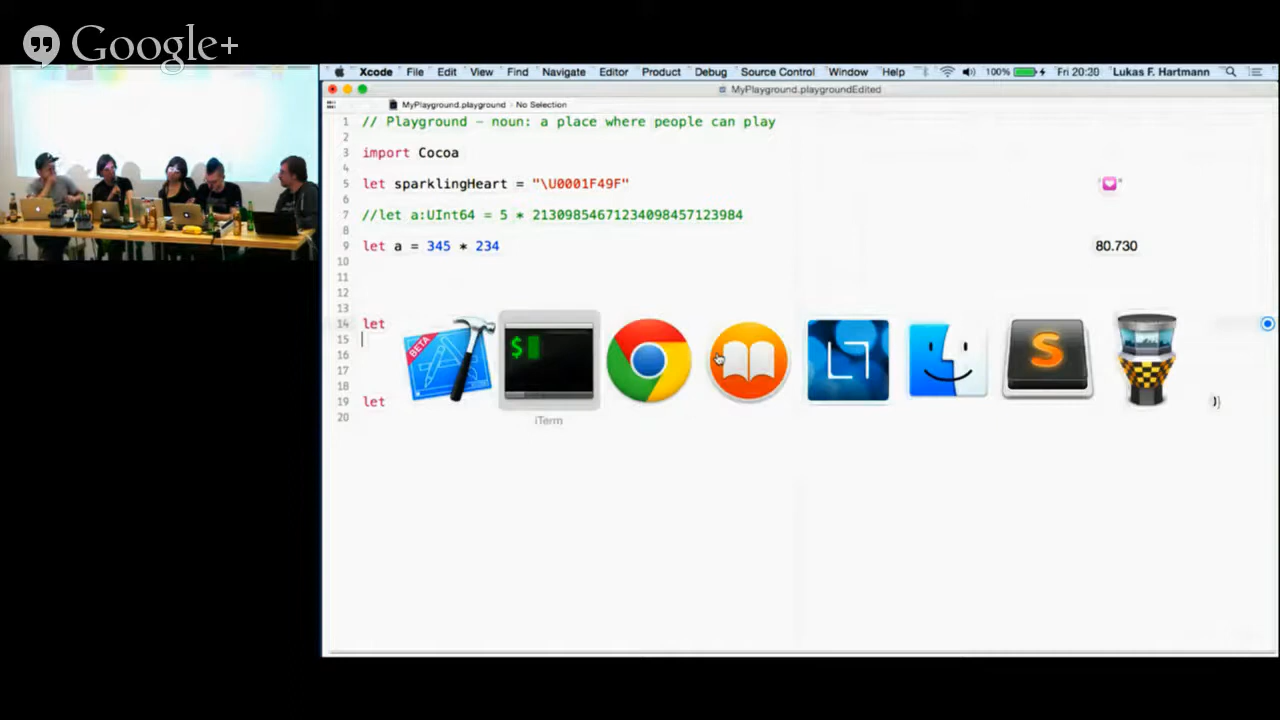 Google+
Xcode File Edit View Find Navigate Editor Product Debug Source Control Window Help 100% Fri 20:20 Lukas F. Hartmann
MyPlayground.playgroundEdited
MyPlayground.playground › No Selection
1 // Playground – noun: a place where people can play
2
3 import Cocoa
4
5 let sparklingHeart = "\U0001F49F" "💟"
6
7 //let a:UInt64 = 5 * 21309854671234098457123984
8
9 let a = 345 * 234 80.730
10
11
12
13
14 let
15
16
17
18
19 let )}
20
BETA
$
S
iTerm